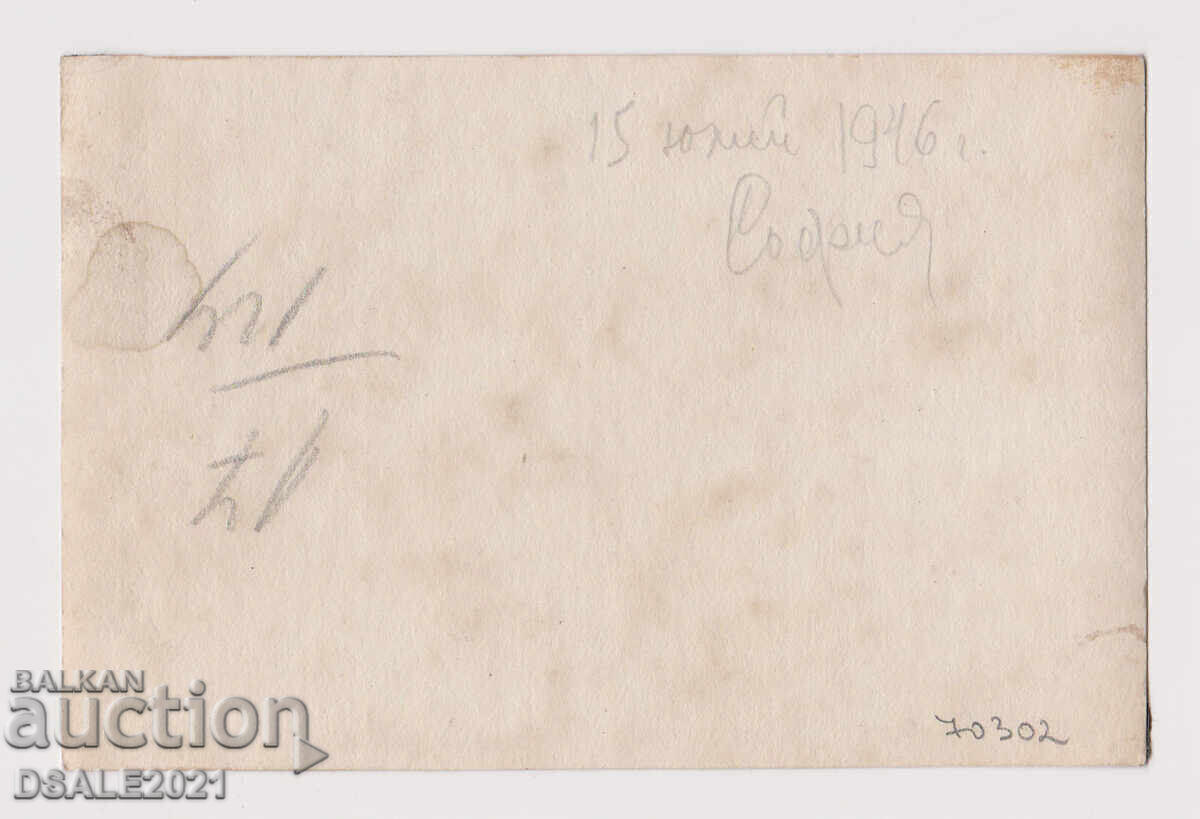 15 юлий 1946 г.
София
70302
BALKAN
auction
DSALE2021